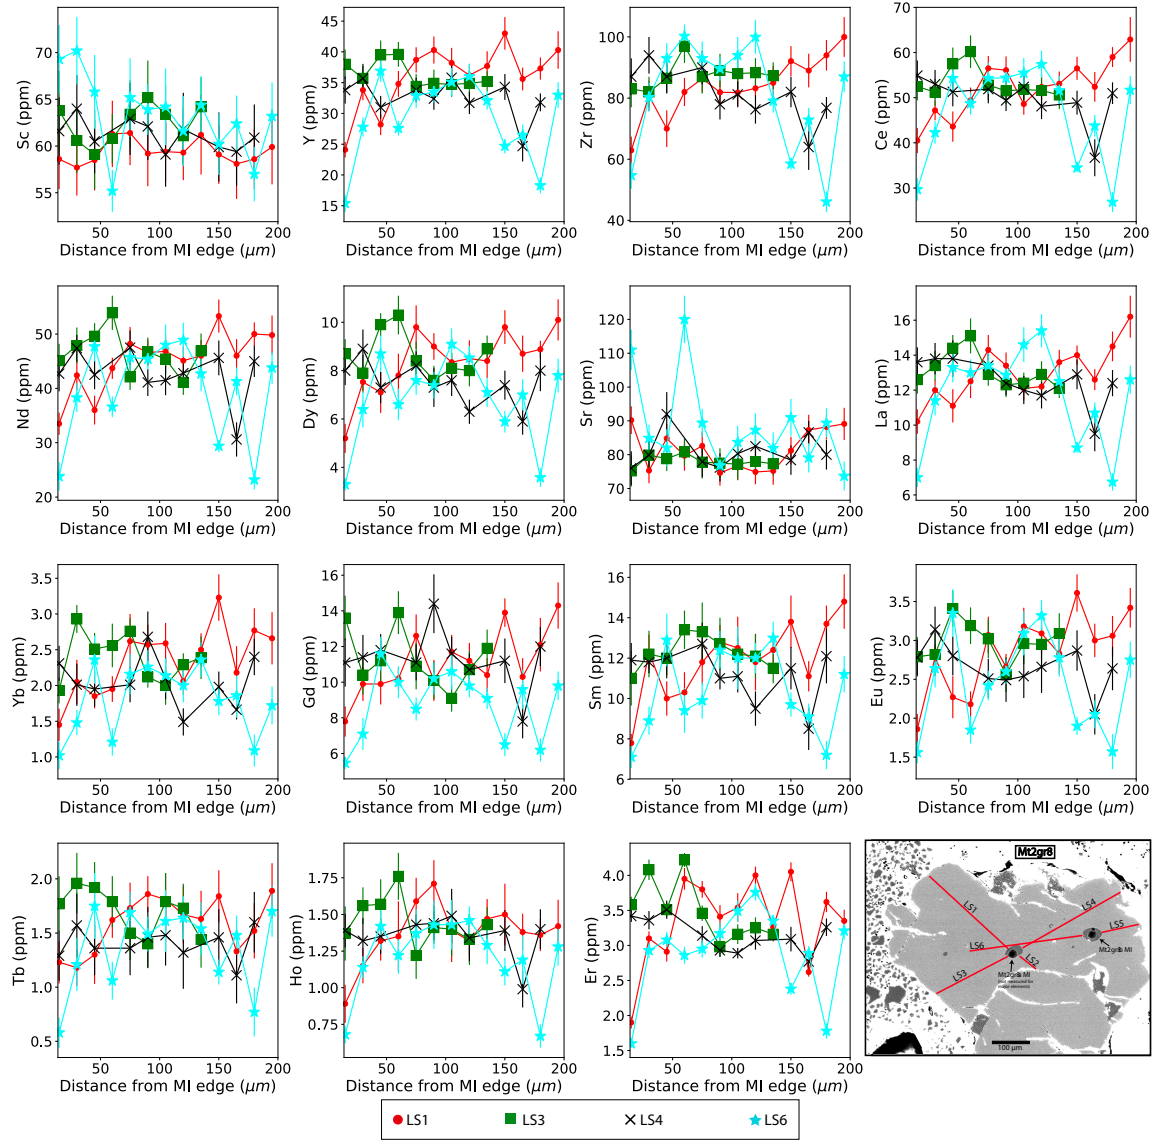 Sc (ppm)
70
65
60
55
50
100
150
200
Distance from MI edge (μm)
Y (ppm)
45
40
35
30
25
20
15
50
100
150
200
Distance from MI edge (μm)
Zr (ppm)
100
80
60
40
50
100
150
200
Distance from MI edge (μm)
Ce (ppm)
60
50
40
30
50
100
150
200
Distance from MI edge (μm)
Nd (ppm)
50
40
30
20
50
100
150
200
Distance from MI edge (μm)
Dy (ppm)
10
8
6
4
50
100
150
200
Distance from MI edge (μm)
Sr (ppm)
120
110
100
90
80
70
50
100
150
200
Distance from MI edge (μm)
La (ppm)
16
14
12
10
8
6
50
100
150
200
Distance from MI edge (μm)
Yb (ppm)
3.5
3.0
2.5
2.0
1.5
1.0
50
100
150
200
Distance from MI edge (μm)
Gd (ppm)
16
14
12
10
8
6
50
100
150
200
Distance from MI edge (μm)
Sm (ppm)
16
14
12
10
8
6
50
100
150
200
Distance from MI edge (μm)
Eu (ppm)
3.5
3.0
2.5
2.0
1.5
50
100
150
200
Distance from MI edge (μm)
Tb (ppm)
2.0
1.5
1.0
0.5
50
100
150
200
Distance from MI edge (μm)
Ho (ppm)
1.75
1.50
1.25
1.00
0.75
50
100
150
200
Distance from MI edge (μm)
Er (ppm)
4.0
3.5
3.0
2.5
2.0
1.5
50
100
150
200
Distance from MI edge (μm)
Mt2gr8
LS1
LS4
LS5
LS6
LS2
LS3
Mt2gr8b MI
Mt2gr8a MI
(not measured for
major elements)
100 μm
LS1
LS3
LS4
LS6